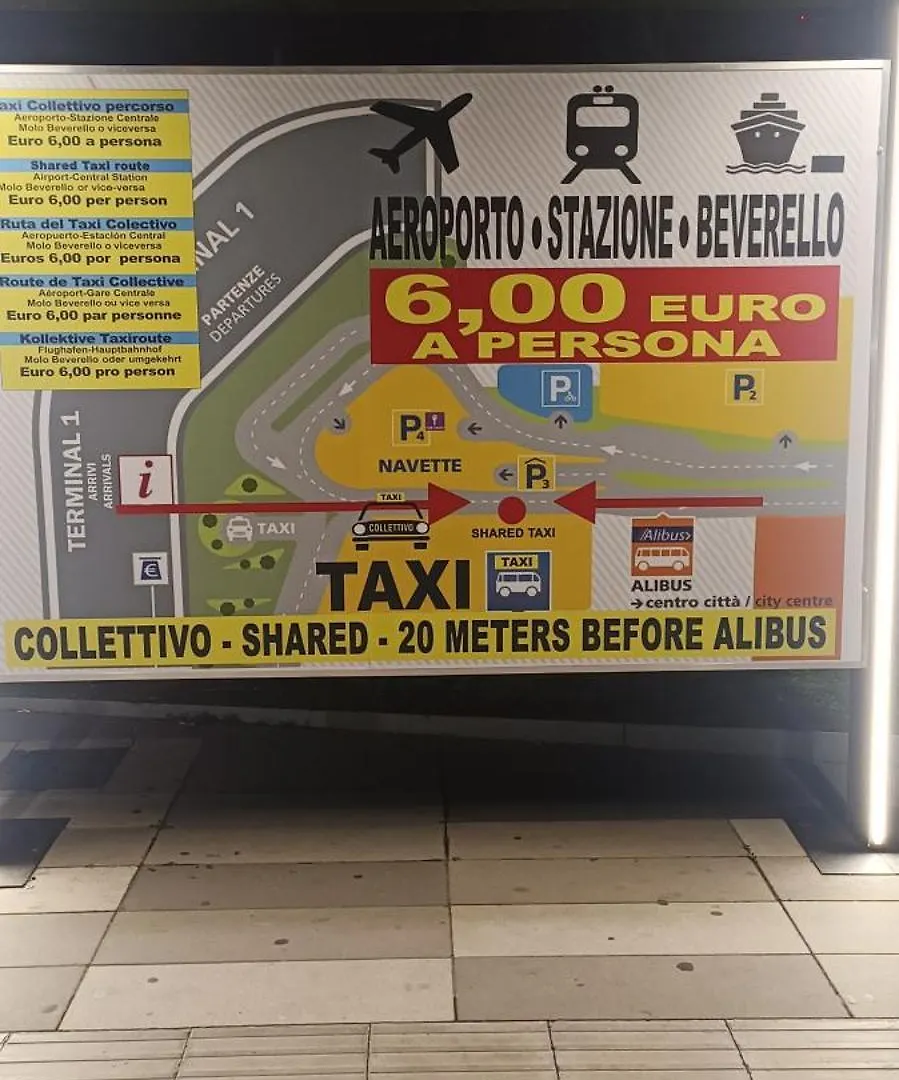 axi Collettivo percorso
Aeroporto-Stazione Centrale
Molo Beverello o viceversa
Euro 6,00 a persona
Shared Taxi route
Airport-Central Station
Molo Beverello or vice-versa
Euro 6,00 per person
Ruta del Taxi Colectivo
Aeropuerto-Estación Central
Molo Beverello o viceversa
Euros 6,00 por persona
Route de Taxi Collective
Aéroport-Gare Centrale
Molo Beverello ou vice versa
Euro 6,00 par personne
Kollektive Taxiroute
Flughafen-Hauptbahnhof
Molo Beverello oder umgekehrt
Euro 6,00 pro person
NAL 1
PARTENZE
DEPARTURES
AEROPORTO • STAZIONE • BEVERELLO
6,00 EURO
A PERSONA
P
P2
P4
NAVETTE
P3
TERMINAL 1
ARRIVI
ARRIVALS
i
TAXI
TAXI
COLLETTIVO
SHARED TAXI
€
TAXI
TAXI
Alibus
ALIBUS
→ centro città / city centre
COLLETTIVO - SHARED - 20 METERS BEFORE ALIBUS